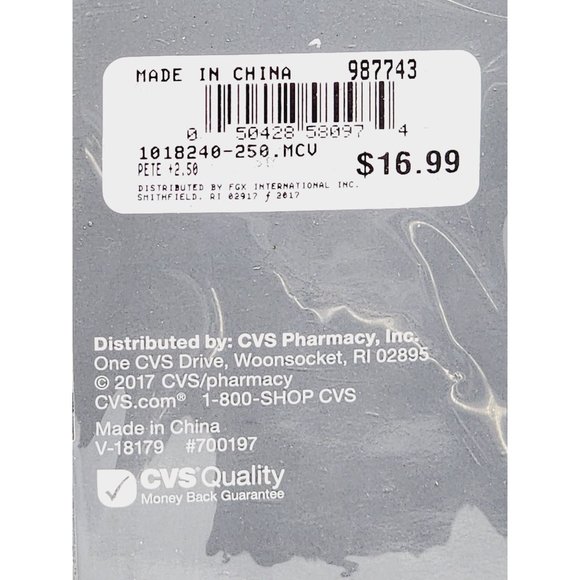 MADE IN CHINA 987743
0 50428 58097 4
1018240-250.MCV
PETE +2.50 $16.99
DISTRIBUTED BY FGX INTERNATIONAL INC.
SMITHFIELD, RI 02917 ƒ 2017
Distributed by: CVS Pharmacy, Inc.
One CVS Drive, Woonsocket, RI 02895
© 2017 CVS/pharmacy
CVS.com® 1-800-SHOP CVS
Made in China
V-18179 #700197
CVS® Quality
Money Back Guarantee